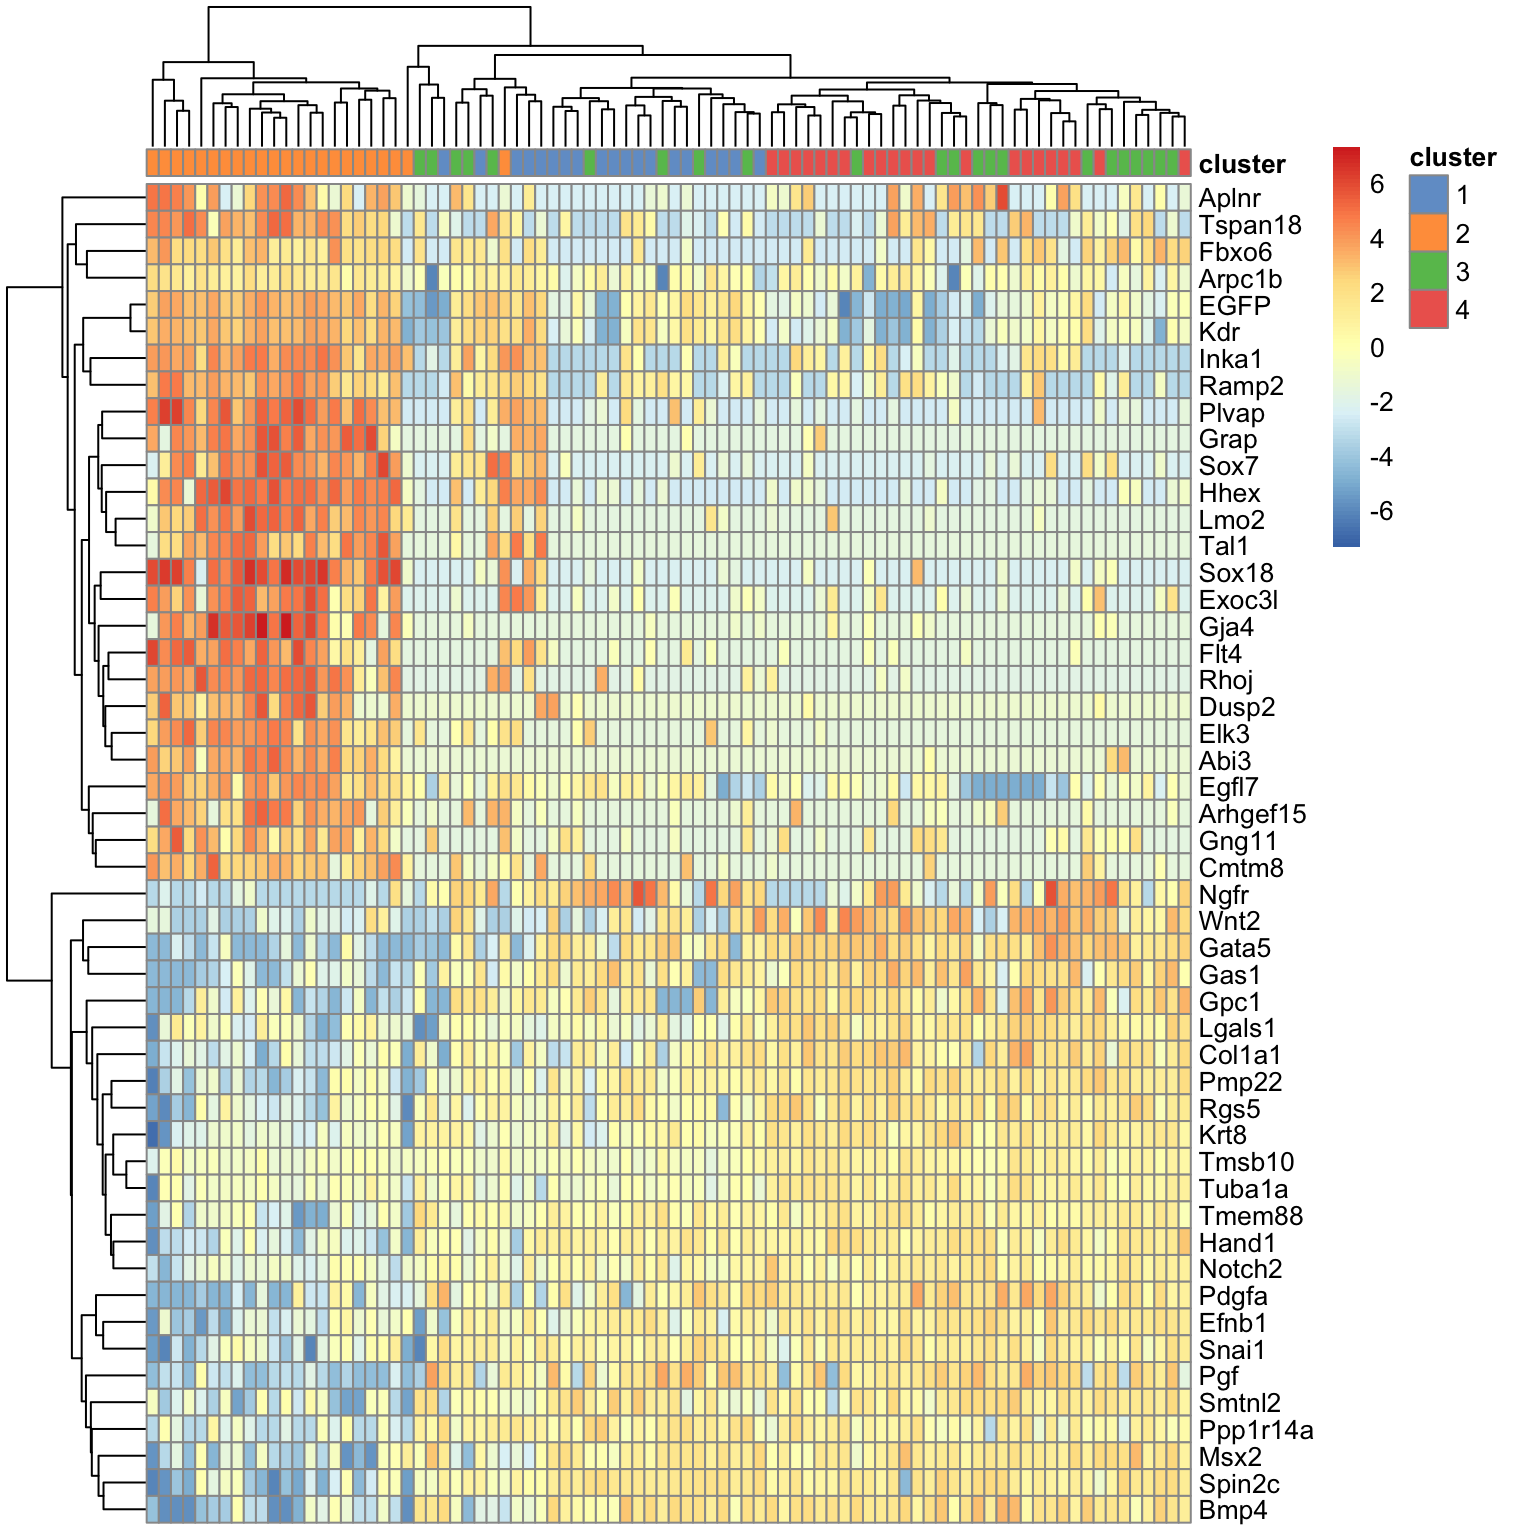 cluster
Aplnr
Tspan18
Fbxo6
Arpc1b
EGFP
Kdr
Inka1
Ramp2
Plvap
Grap
Sox7
Hhex
Lmo2
Tal1
Sox18
Exoc3l
Gja4
Flt4
Rhoj
Dusp2
Elk3
Abi3
Egfl7
Arhgef15
Gng11
Cmtm8
Ngfr
Wnt2
Gata5
Gas1
Gpc1
Lgals1
Col1a1
Pmp22
Rgs5
Krt8
Tmsb10
Tuba1a
Tmem88
Hand1
Notch2
Pdgfa
Efnb1
Snai1
Pgf
Smtnl2
Ppp1r14a
Msx2
Spin2c
Bmp4
6
4
2
0
-2
-4
-6
cluster
1
2
3
4